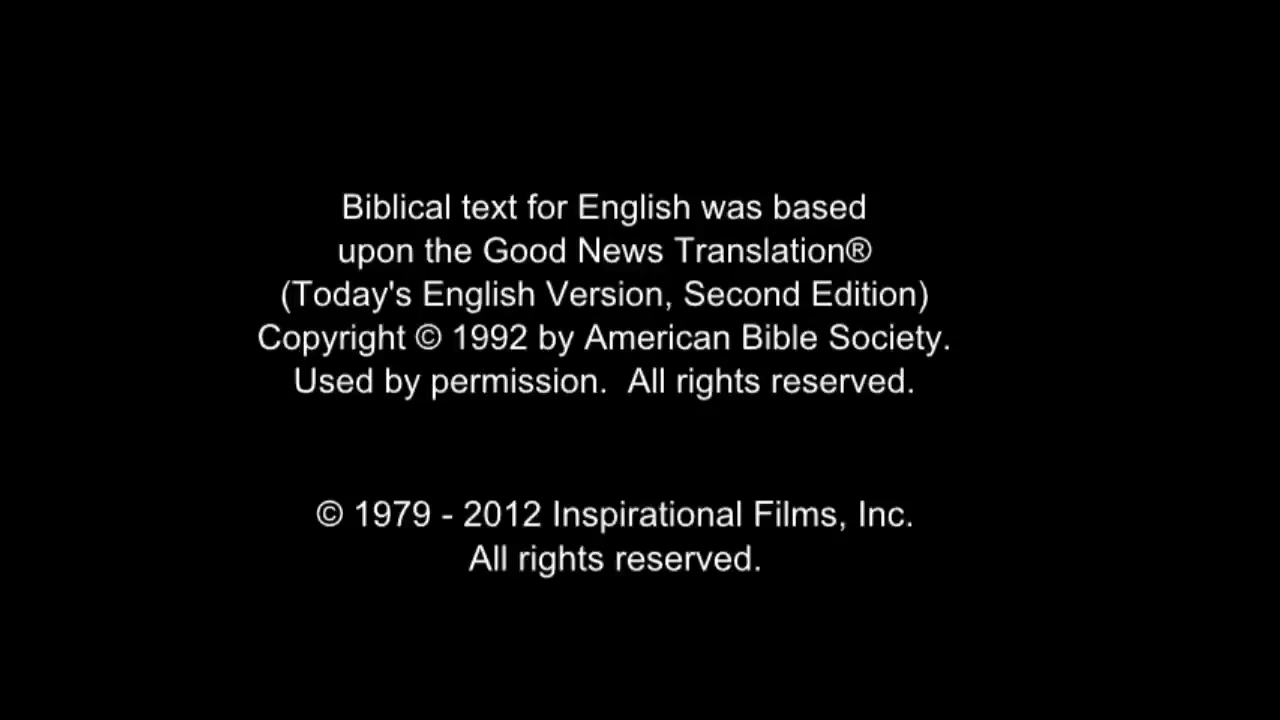 Biblical text for English was based
upon the Good News Translation®
(Today's English Version, Second Edition)
Copyright © 1992 by American Bible Society.
Used by permission.  All rights reserved.
© 1979 - 2012 Inspirational Films, Inc.
All rights reserved.